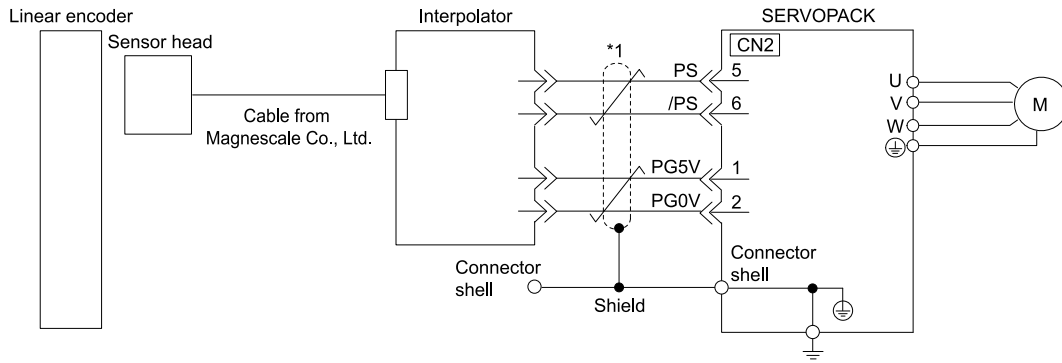 Linear encoder
Interpolator
SERVOPACK
Sensor head
*1
CN2
PS
5
U
/PS
6
V
M
Cable from
Magnescale Co., Ltd.
W
PG5V
1
PG0V
2
Connector
shell
Connector
shell
Shield